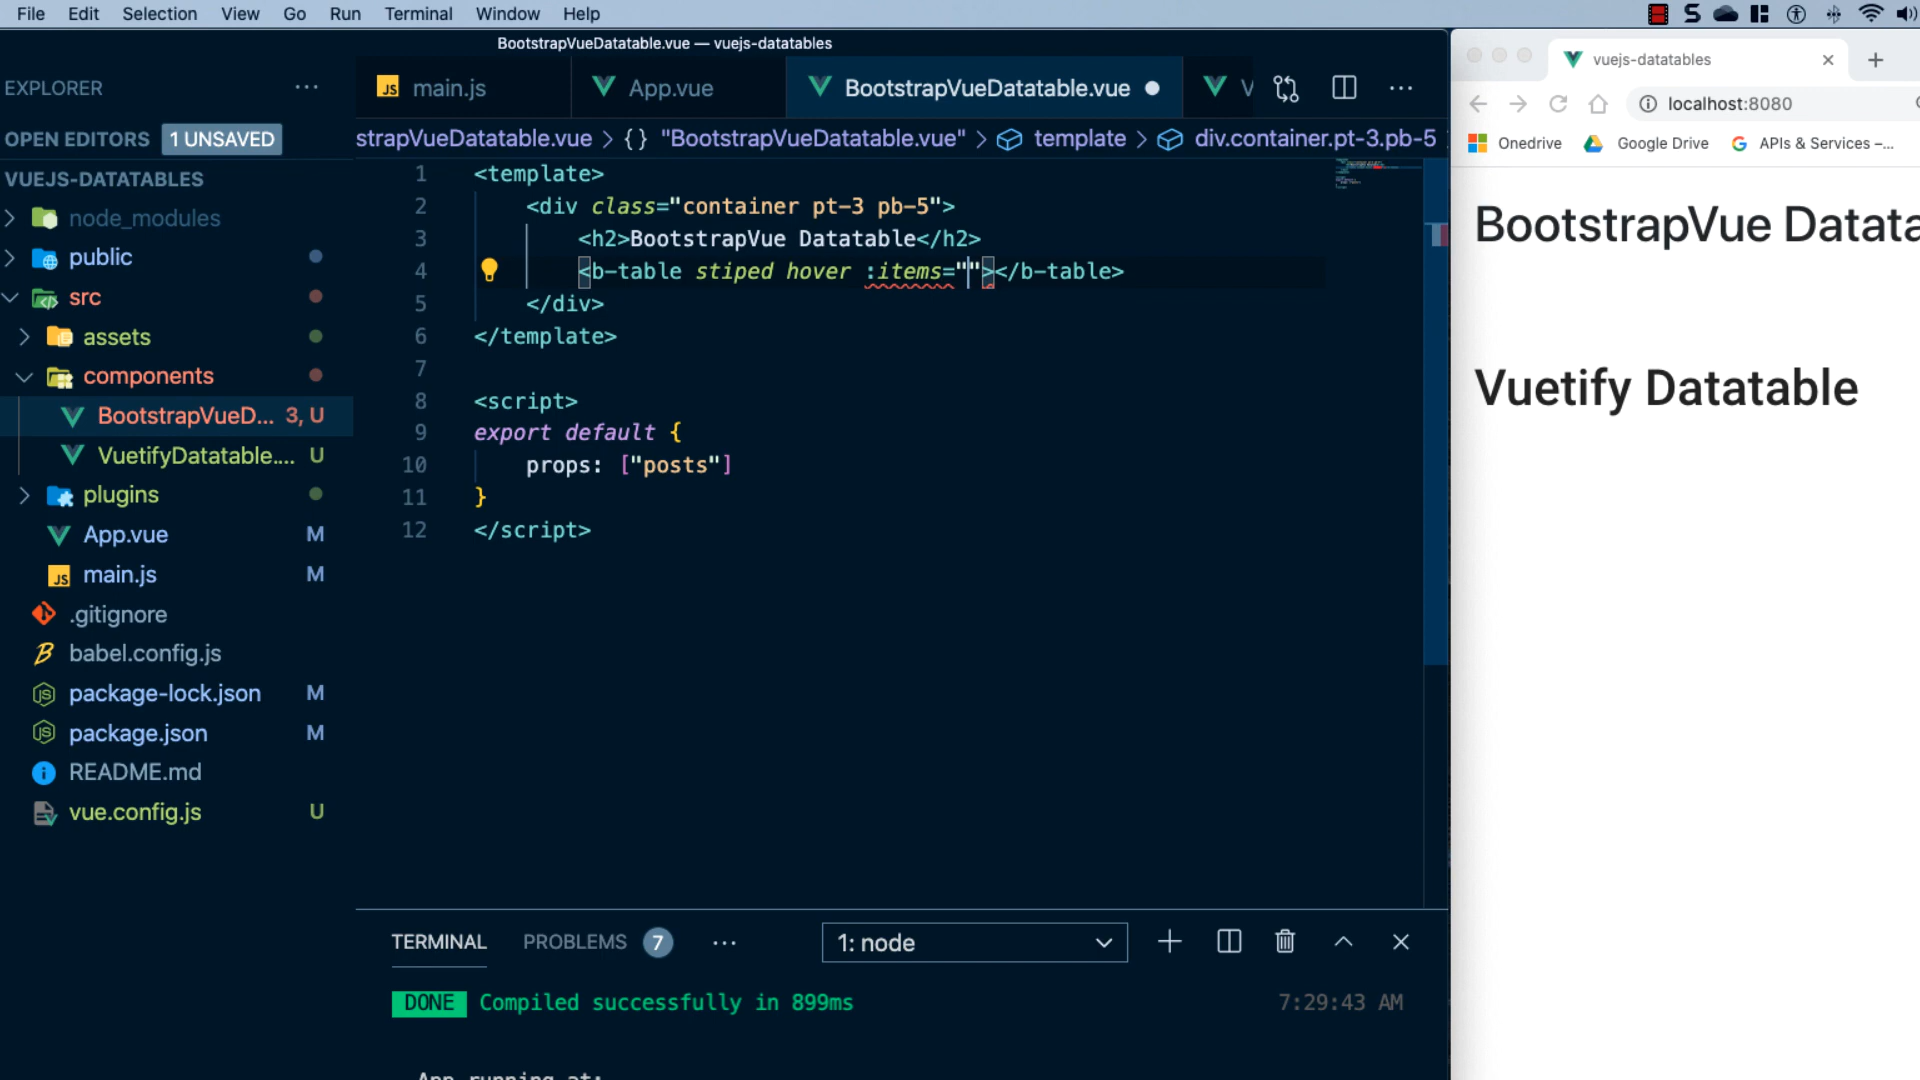 File Edit Selection View Go Run Terminal Window Help
BootstrapVueDatatable.vue — vuejs-datatables
EXPLORER
OPEN EDITORS 1 UNSAVED
VUEJS-DATATABLES
node_modules
public
src
assets
components
BootstrapVueD... 3, U
VuetifyDatatable.... U
plugins
App.vue M
main.js M
.gitignore
babel.config.js
package-lock.json M
package.json M
README.md
vue.config.js U
main.js App.vue BootstrapVueDatatable.vue V
strapVueDatatable.vue > {} "BootstrapVueDatatable.vue" > template > div.container.pt-3.pb-5
1 <template>
2 <div class="container pt-3 pb-5">
3 <h2>BootstrapVue Datatable</h2>
4 <b-table stiped hover :items=""></b-table>
5 </div>
6 </template>
7
8 <script>
9 export default {
10 props: ["posts"]
11 }
12 </script>
TERMINAL PROBLEMS 7 ... 1: node
DONE Compiled successfully in 899ms 7:29:43 AM
App running at:
vuejs-datatables
localhost:8080
Onedrive Google Drive APIs & Services –...
BootstrapVue Datata
Vuetify Datatable